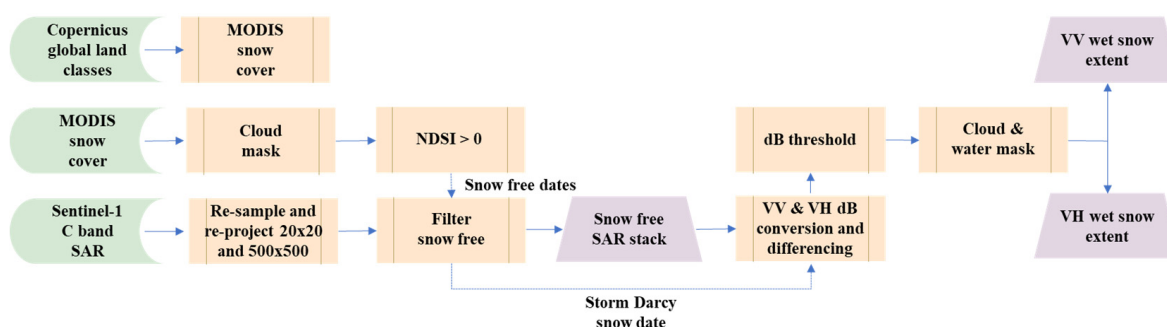 Copernicus
global land
classes
MODIS
snow
cover
VV wet snow
extent
MODIS
snow
cover
Cloud
mask
NDSI > 0
dB threshold
Cloud &
water mask
Snow free dates
Sentinel-1
C band
SAR
Re-sample and
re-project 20x20
and 500x500
Filter
snow free
Snow free
SAR stack
VV & VH dB
conversion and
differencing
VH wet snow
extent
Storm Darcy
snow date